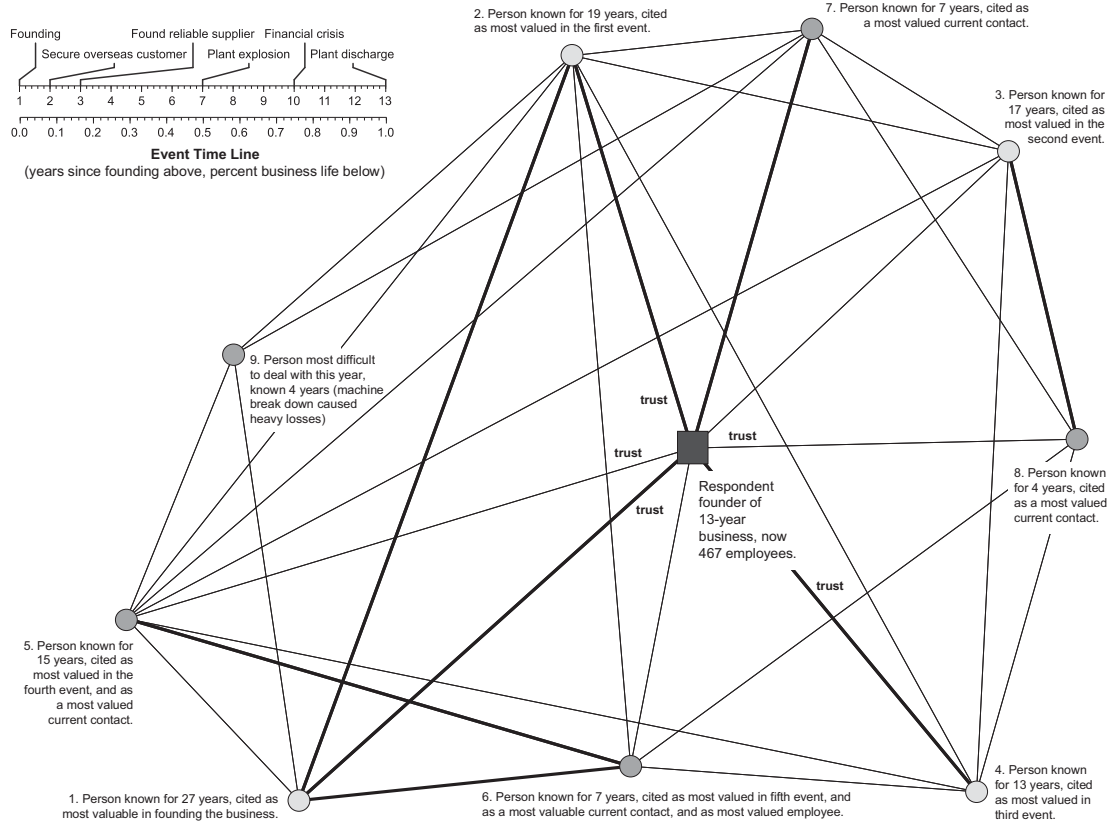 Founding
Found reliable supplier
Financial crisis
Secure overseas customer
Plant explosion
Plant discharge
1 2 3 4 5 6 7 8 9 10 11 12 13
0.0 0.1 0.2 0.3 0.4 0.5 0.6 0.7 0.8 0.9 1.0
Event Time Line
(years since founding above, percent business life below)
2. Person known for 19 years, cited
as most valued in the first event.
7. Person known for 7 years, cited as
a most valued current contact.
3. Person known for
17 years, cited as
most valued in the
second event.
9. Person most difficult
to deal with this year,
known 4 years (machine
break down caused
heavy losses)
trust
trust
trust
trust
Respondent
founder of
13-year
business, now
467 employees.
trust
8. Person known
for 4 years, cited
as a most valued
current contact.
5. Person known for
15 years, cited as
most valued in the
fourth event, and as
a most valued
current contact.
1. Person known for 27 years, cited as
most valuable in founding the business.
6. Person known for 7 years, cited as most valued in fifth event, and
as a most valuable current contact, and as most valued employee.
4. Person known
for 13 years, cited
as most valued in
third event.